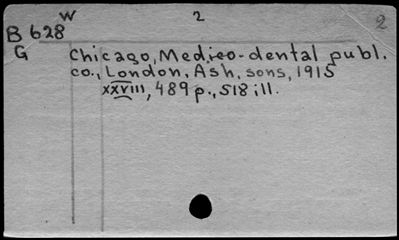 W 2 2
B 628
G Chicago, Medico-dental publ.
co., London, Ash, sons, 1915
xxviii, 489 p., 518 ill.